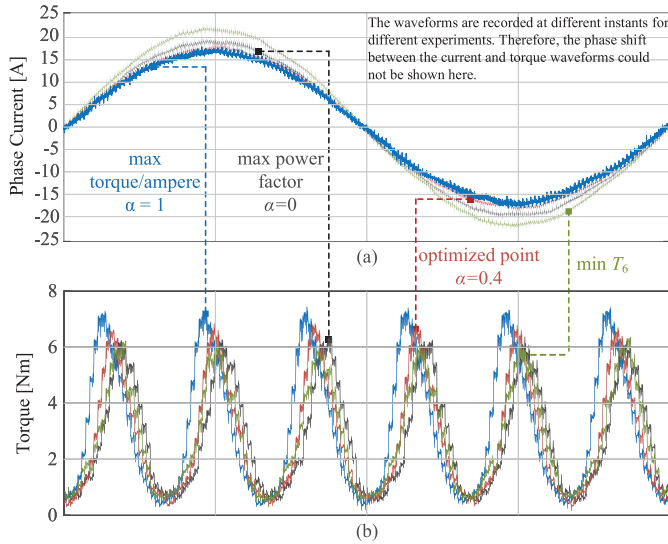 The waveforms are recorded at different instants for
different experiments. Therefore, the phase shift
between the current and torque waveforms could
not be shown here.
Phase Current [A]
25
20
15
10
5
0
-5
-10
-15
-20
-25
max
torque/ampere
α = 1
max power
factor
α=0
optimized point
α=0.4
min T6
(a)
Torque [Nm]
8
6
4
2
0
(b)